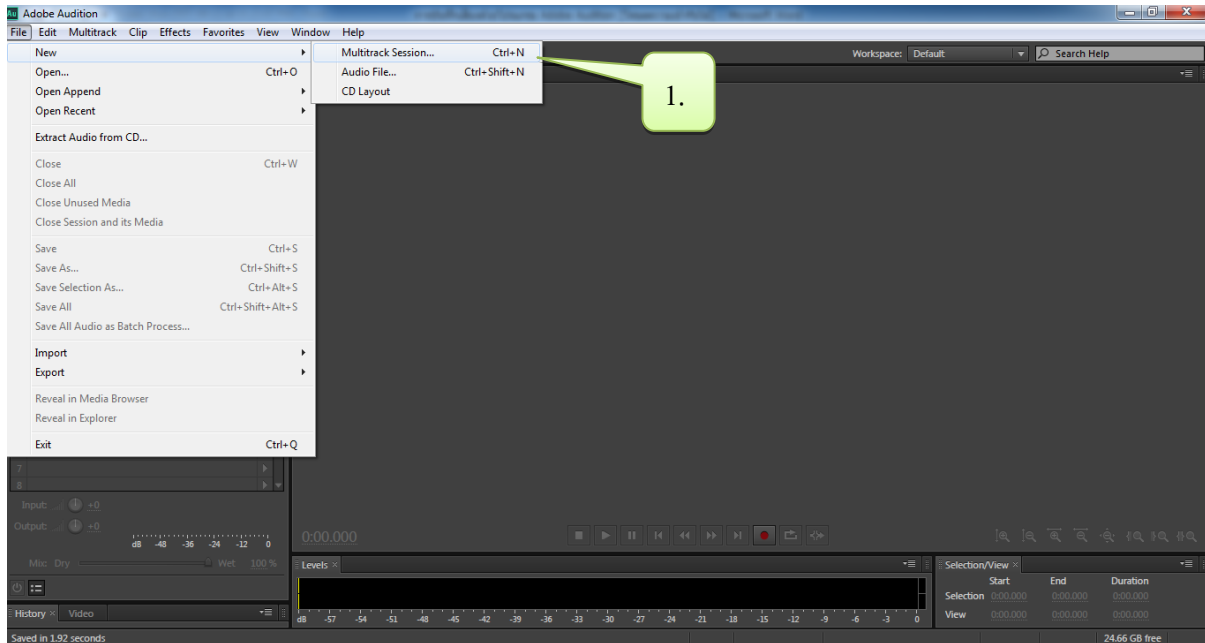 Au Adobe Audition
File Edit Multitrack Clip Effects Favorites View Window Help
New
Multitrack Session... Ctrl+N
Workspace: Default
Search Help
Open... Ctrl+O
Audio File... Ctrl+Shift+N
Open Append
CD Layout
1.
Open Recent
Extract Audio from CD...
Close Ctrl+W
Close All
Close Unused Media
Close Session and its Media
Save Ctrl+S
Save As... Ctrl+Shift+S
Save Selection As... Ctrl+Alt+S
Save All Ctrl+Shift+Alt+S
Save All Audio as Batch Process...
Import
Export
Reveal in Media Browser
Reveal in Explorer
Exit Ctrl+Q
7
8
Input: +0
Output: +0
dB -48 -36 -24 -12 0
0:00.000
Mix: Dry Wet 100 %
Levels ×
Selection/View ×
Start End Duration
Selection 0:00.000 0:00.000 0:00.000
View 0:00.000 0:00.000 0:00.000
History × Video
dB -57 -54 -51 -48 -45 -42 -39 -36 -33 -30 -27 -24 -21 -18 -15 -12 -9 -6 -3 0
Saved in 1.92 seconds
24.66 GB free